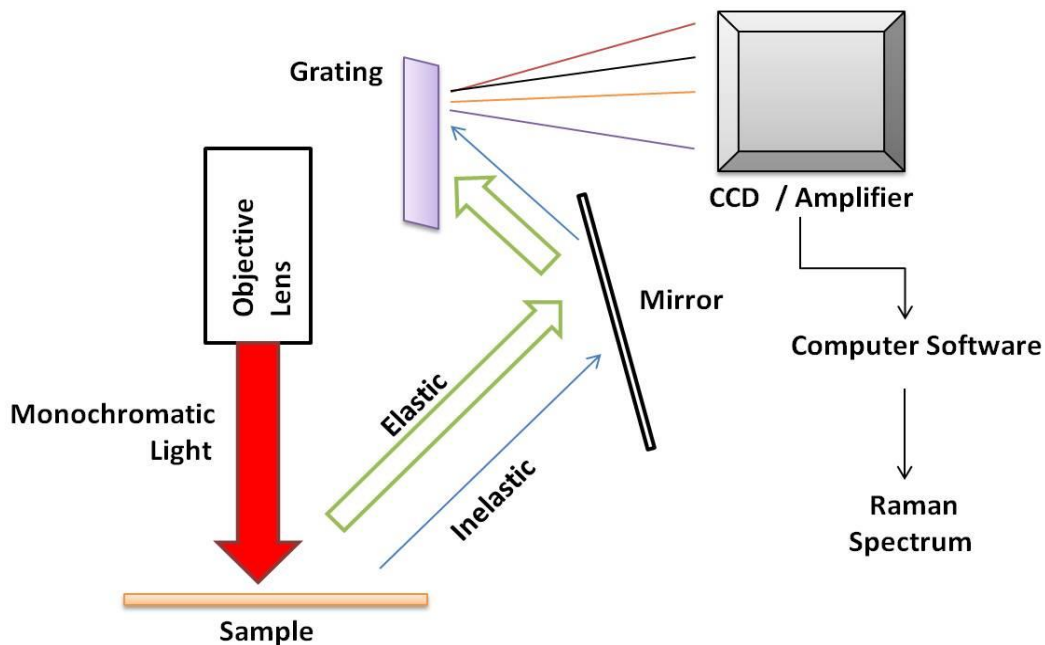 Grating
CCD / Amplifier
Objective
Lens
Mirror
Computer Software
Monochromatic
Light
Elastic
Inelastic
Raman
Spectrum
Sample